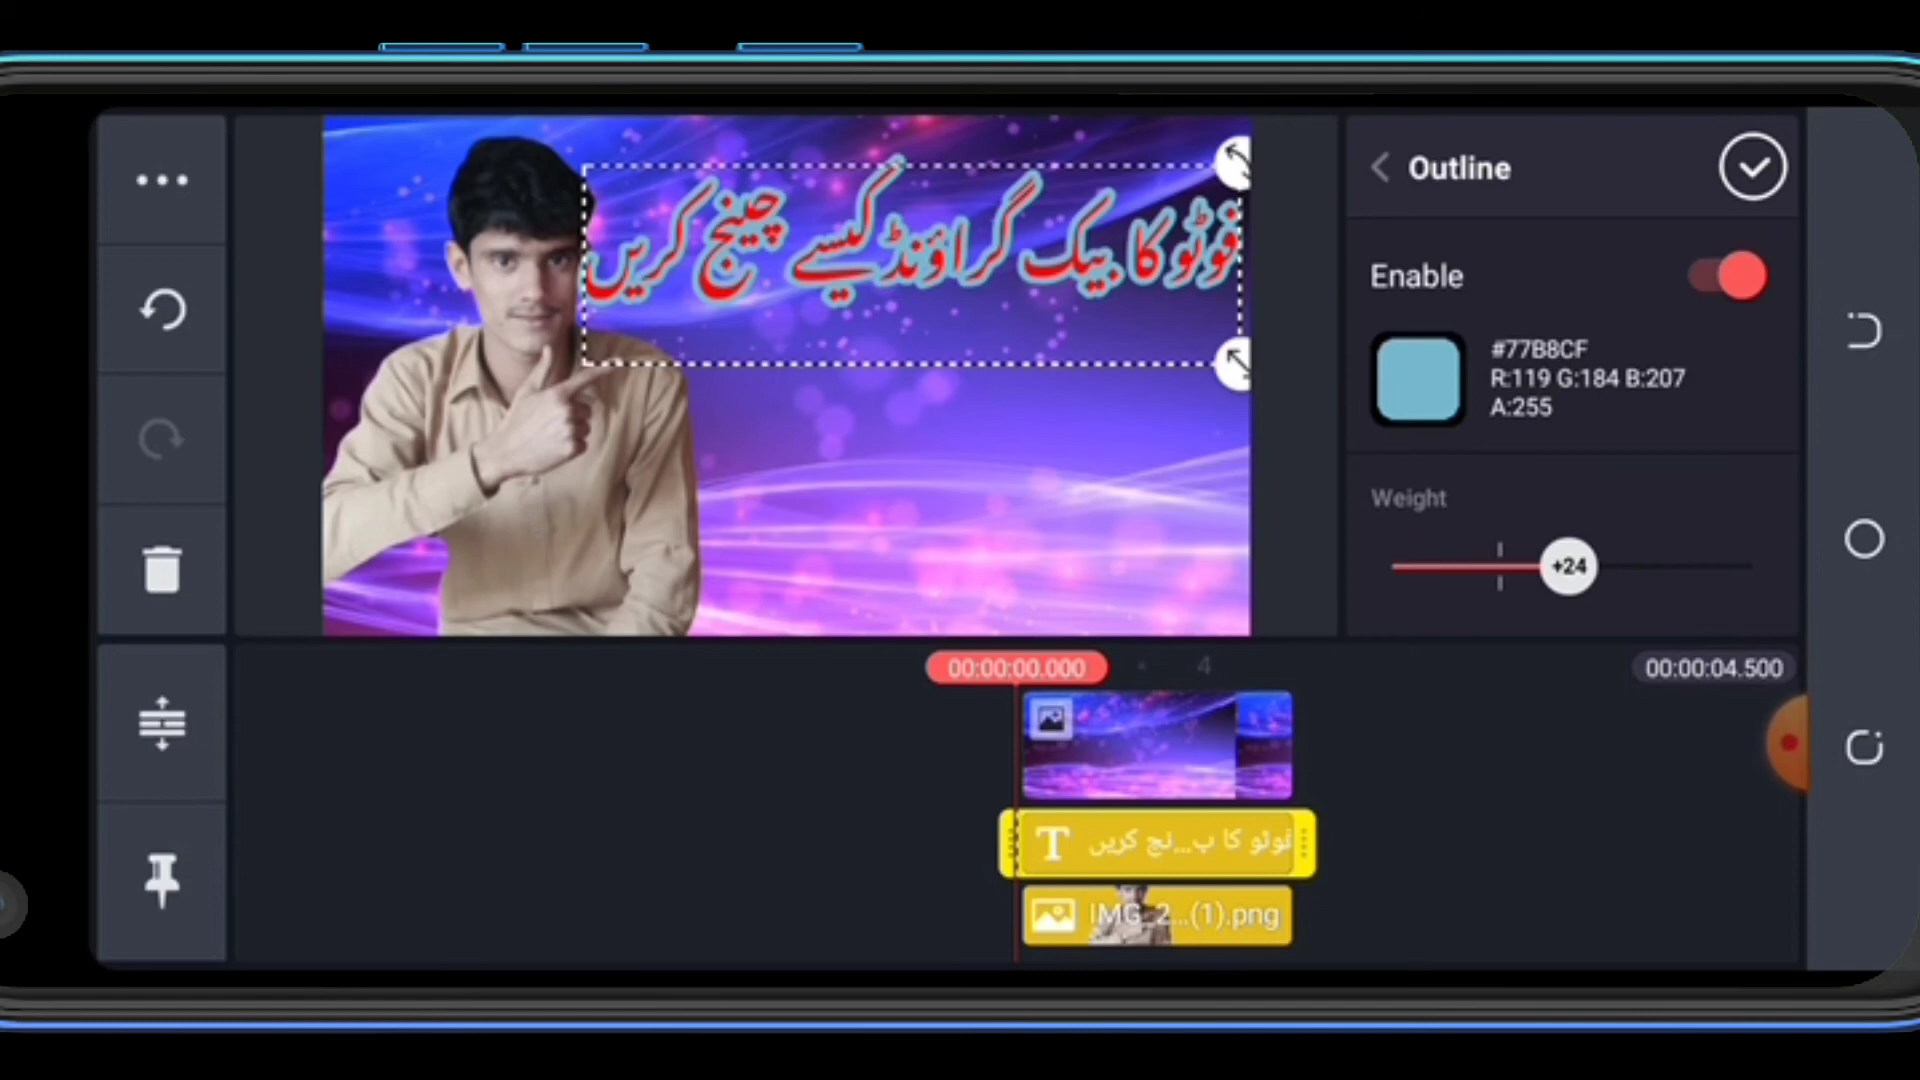 فوٹو کا بیک گراؤنڈ کیسے چینج کریں
Outline
Enable
#77B8CF
R:119 G:184 B:207
A:255
Weight
+24
00:00:00.000
4
00:00:04.500
T
فوٹو کا ب...نج کریں
IMG_2...(1).png